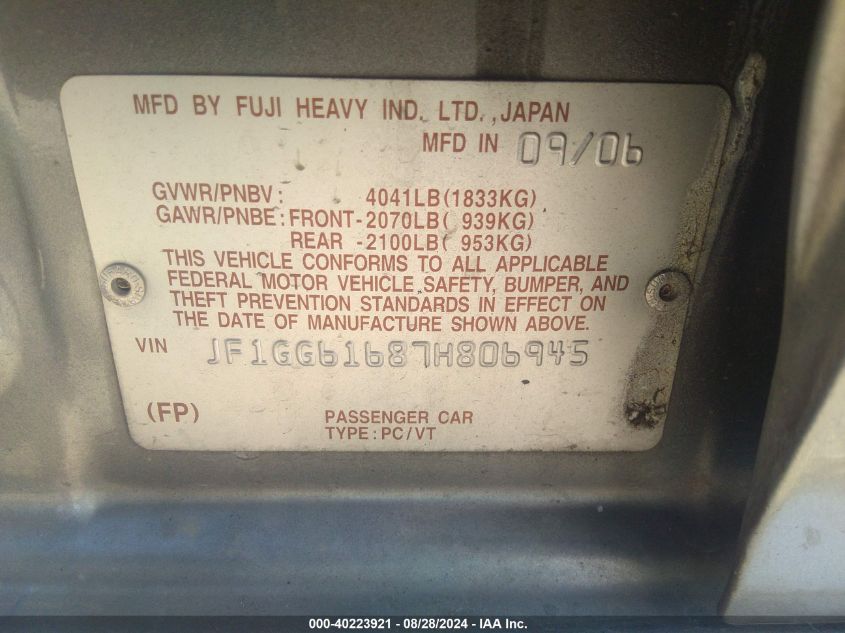 MFD BY FUJI HEAVY IND. LTD.,JAPAN
MFD IN 09/06
GVWR/PNBV: 4041LB(1833KG)
GAWR/PNBE:FRONT-2070LB( 939KG)
REAR -2100LB( 953KG)
THIS VEHICLE CONFORMS TO ALL APPLICABLE
FEDERAL MOTOR VEHICLE SAFETY, BUMPER, AND
THEFT PREVENTION STANDARDS IN EFFECT ON
THE DATE OF MANUFACTURE SHOWN ABOVE.
VIN JF1GG61687H806945
(FP) PASSENGER CAR
TYPE:PC/VT
000-40223921 | 08/28/2024 - IAA Inc.